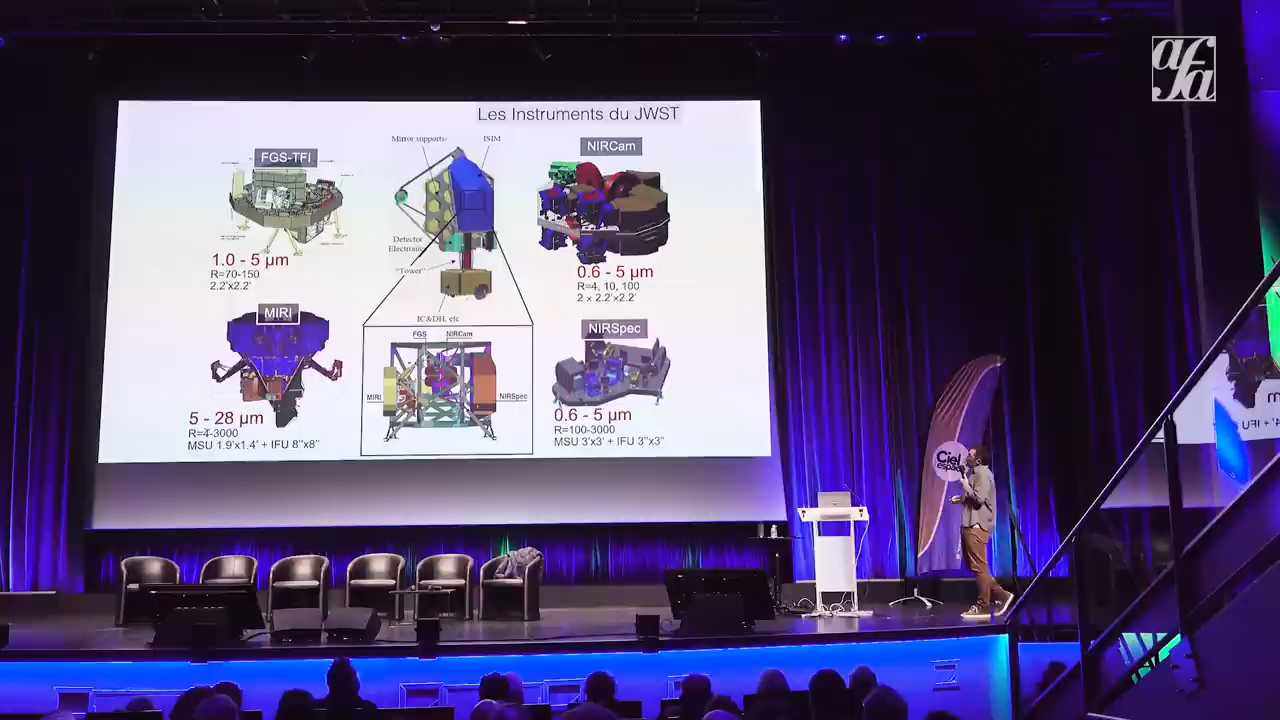 afa
Les Instruments du JWST
FGS-TFI
1.0 - 5 µm
R=70-150
2.2'x2.2'
Mirror supports
ISIM
Detector
Electronics
"Tower"
IC&DH, etc
NIRCam
0.6 - 5 µm
R=4, 10, 100
2 x 2.2'x2.2'
MIRI
5 - 28 µm
R=4-3000
MSU 1.9'x1.4' + IFU 8"x8"
FGS
NIRCam
MIRI
NIRSpec
NIRSpec
0.6 - 5 µm
R=100-3000
MSU 3'x3' + IFU 3"x3"
Ciel
espace